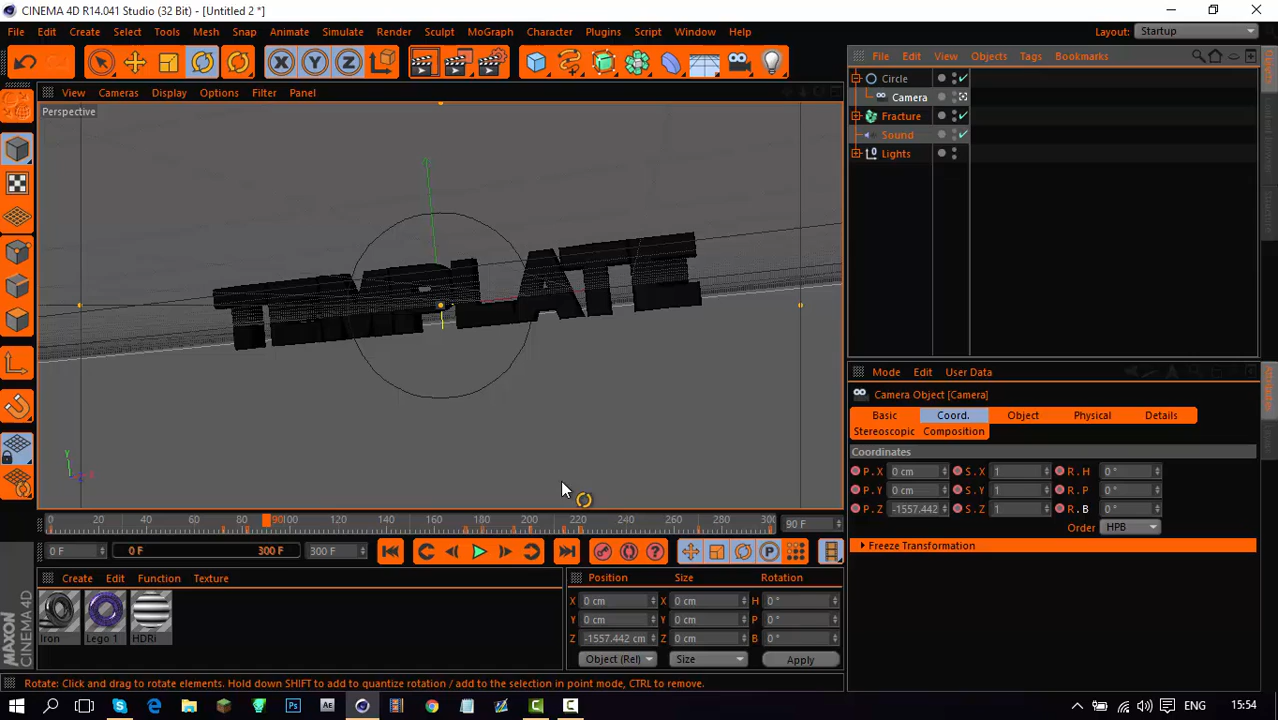 CINEMA 4D R14.041 Studio (32 Bit) - [Untitled 2 *]
File Edit Create Select Tools Mesh Snap Animate Simulate Render Sculpt MoGraph Character Plugins Script Window Help Layout: Startup
X Y Z
File Edit View Objects Tags Bookmarks
Circle
Camera
Fracture
Sound
Lights
View Cameras Display Options Filter Panel
Perspective
TEMPLATE
Y X
Mode Edit User Data
Camera Object [Camera]
Basic Coord. Object Physical Details
Stereoscopic Composition
Coordinates
P . X 0 cm S . X 1 R . H 0 °
P . Y 0 cm S . Y 1 R . P 0 °
P . Z -1557.442 S . Z 1 R . B 0 °
Order HPB
Freeze Transformation
0 20 40 60 80 90 100 120 140 160 180 200 220 240 260 280 300 90 F
0 F 0 F 300 F 300 F
P
Create Edit Function Texture
Iron Lego 1 HDRi
Position Size Rotation
X 0 cm X 0 cm H 0 °
Y 0 cm Y 0 cm P 0 °
Z -1557.442 cm Z 0 cm B 0 °
Object (Rel) Size Apply
MAXON CINEMA 4D
Rotate: Click and drag to rotate elements. Hold down SHIFT to add to quantize rotation / add to the selection in point mode, CTRL to remove.
Ps Ae ENG 15:54